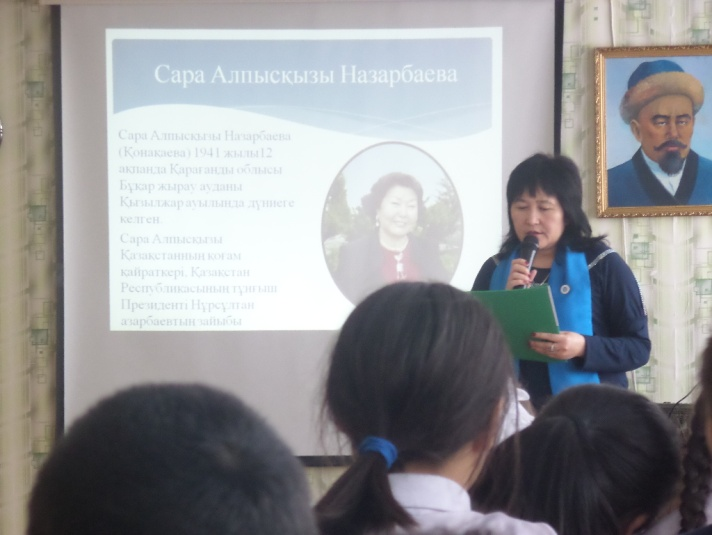 Сара Алпысқызы Назарбаева
Сара Алпысқызы Назарбаева
(Қонакаева) 1941 жылы12
ақпанда Қарағанды облысы
Бұқар жырау ауданы
Қызылжар ауылында дүниеге
келген.
Сара Алпысқызы
Қазақстанның қоғам
қайраткері, Қазақстан
Республикасының тұңғыш
Президенті Нұрсұлтан
азарбаевтың зайыбы